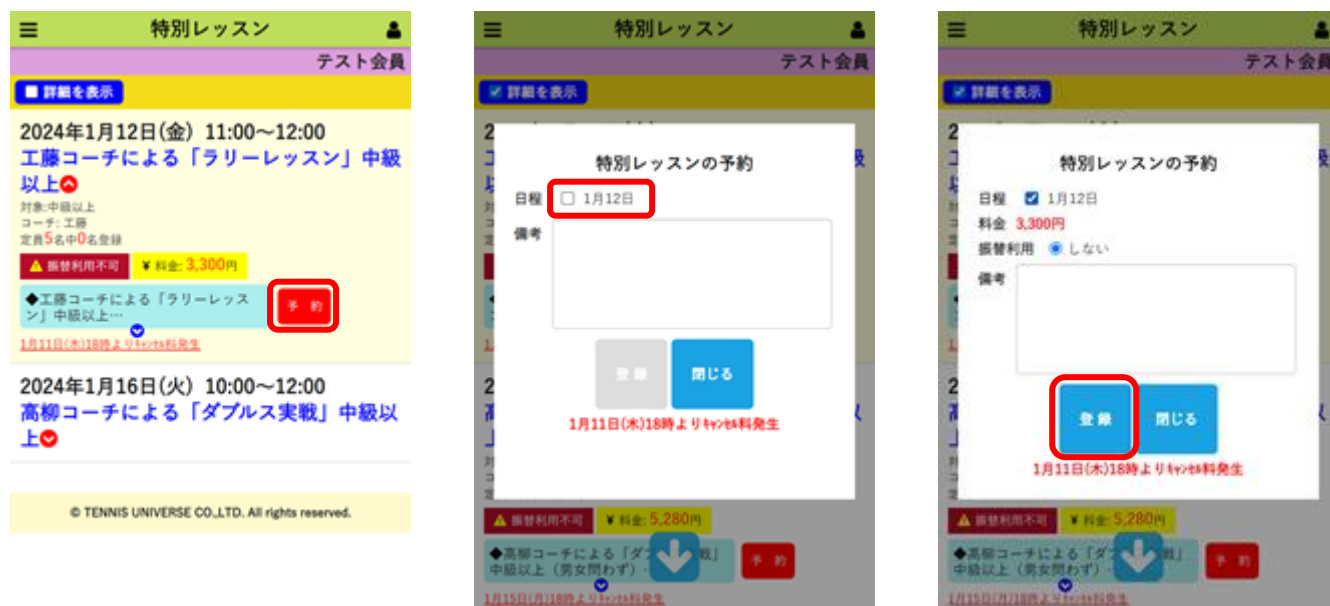 特別レッスン
テスト会員
詳細を表示
2024年1月12日(金) 11:00～12:00
工藤コーチによる「ラリーレッスン」中級
以上
対象:中級以上
コーチ: 工藤
定員5名中0名登録
振替利用不可 ¥ 料金: 3,300円
◆工藤コーチによる「ラリーレッス
ン」中級以上…
予 約
1月11日(木)18時よりｷｬﾝｾﾙ料発生
2024年1月16日(火) 10:00～12:00
高柳コーチによる「ダブルス実戦」中級以
上
© TENNIS UNIVERSE CO.,LTD. All rights reserved.
特別レッスン
テスト会員
詳細を表示
特別レッスンの予約
日程 1月12日
備考
登 録 閉じる
1月11日(木)18時よりｷｬﾝｾﾙ料発生
振替利用不可 ¥ 料金: 5,280円
◆高柳コーチによる「ダブ 戦」
中級以上（男女問わず）
予 約
1月15日(月)18時よりｷｬﾝｾﾙ料発生
特別レッスン
テスト会員
詳細を表示
特別レッスンの予約
日程 1月12日
料金 3,300円
振替利用 しない
備考
登 録 閉じる
1月11日(木)18時よりｷｬﾝｾﾙ料発生
振替利用不可 ¥ 料金: 5,280円
◆高柳コーチによる「ダブ 戦」
中級以上（男女問わず）
予 約
1月15日(月)18時よりｷｬﾝｾﾙ料発生